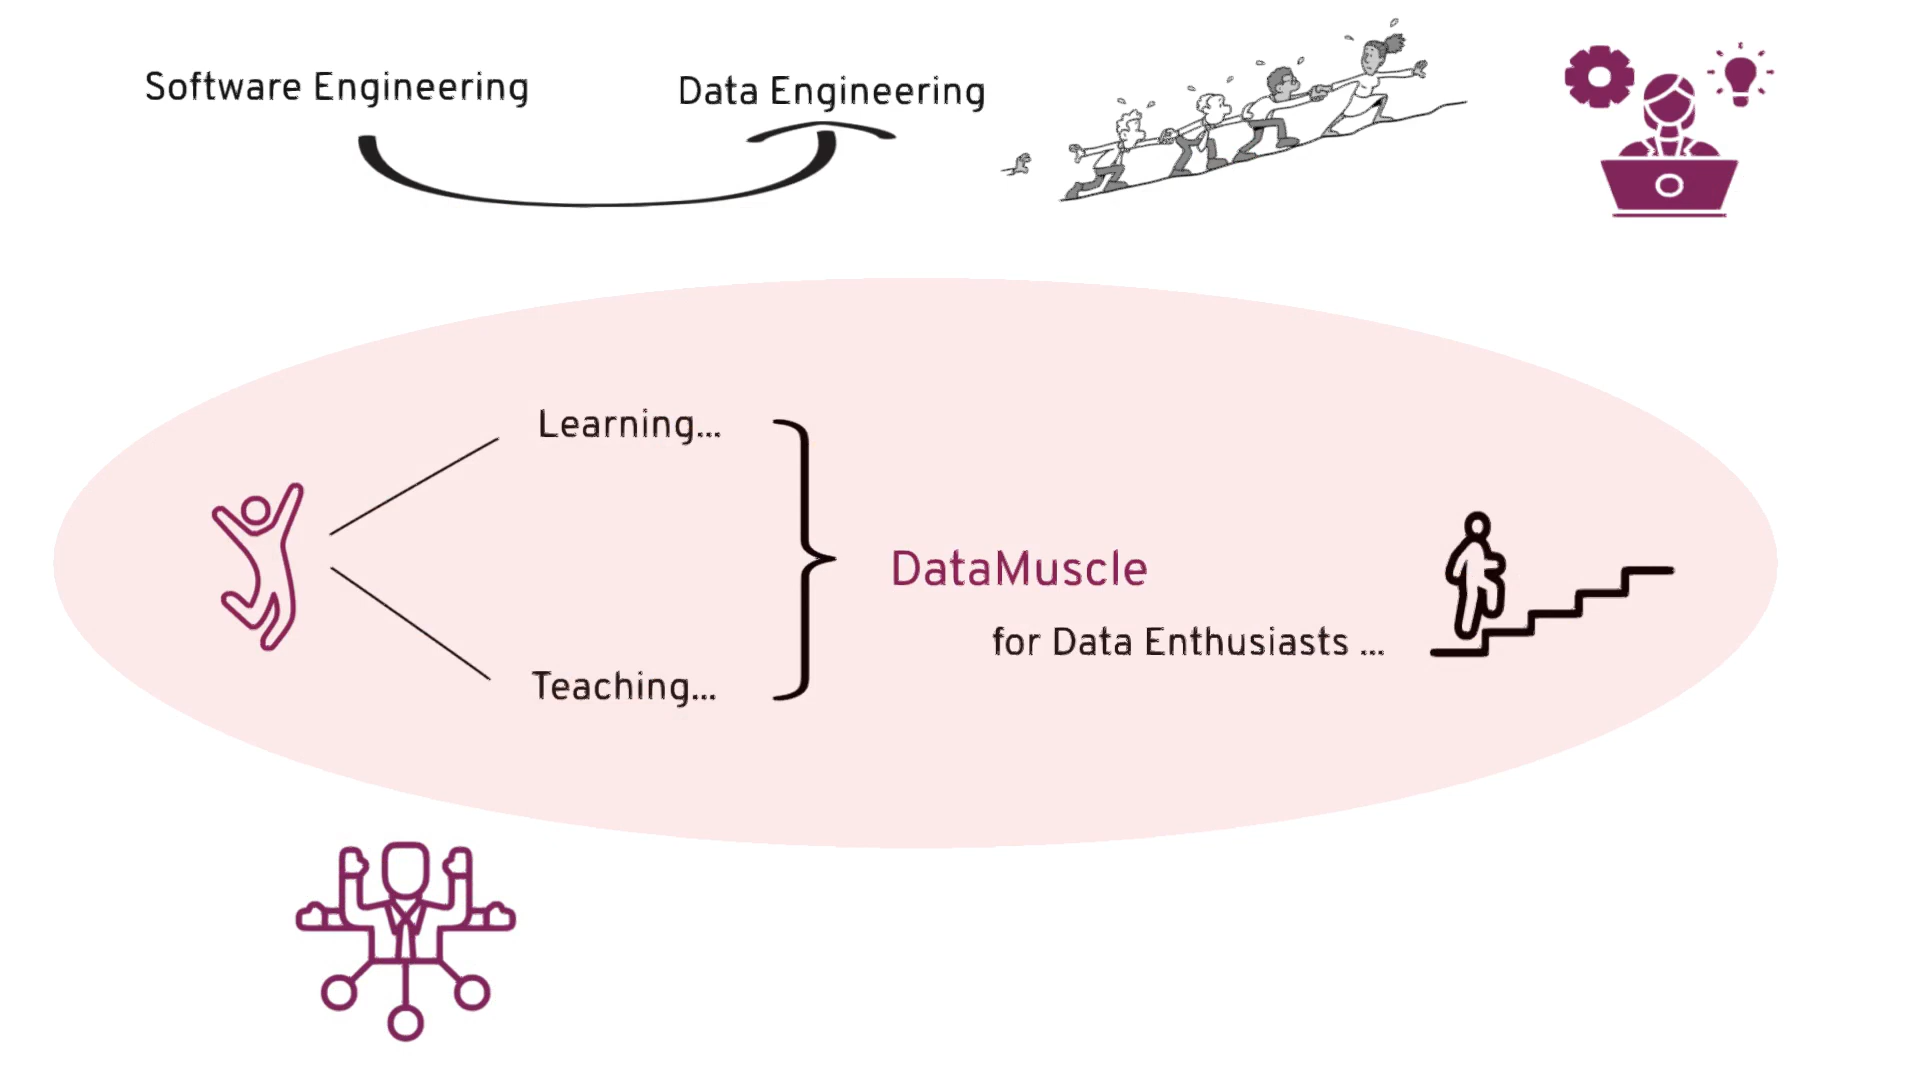 Software Engineering
Data Engineering
Learning...
Teaching...
DataMuscle
for Data Enthusiasts ...